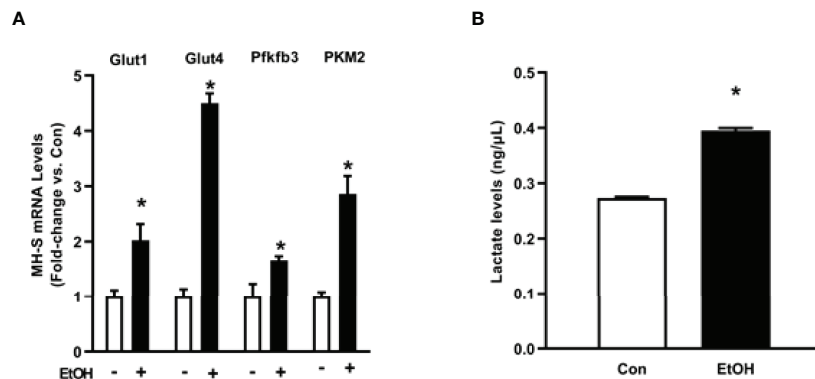 A
Glut1 Glut4 Pfkfb3 PKM2
MH-S mRNA Levels
(Fold-change vs. Con)
5
4
3
2
1
0
* * * *
EtOH - + - + - + - +
B
Lactate levels (ng/µL)
0.5
0.4
0.3
0.2
0.1
0.0
*
Con EtOH